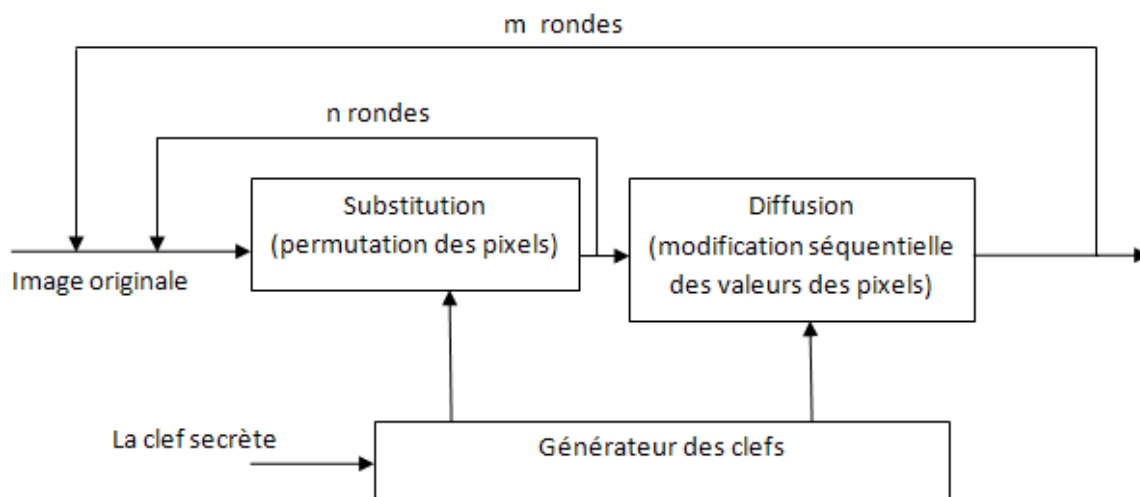 m rondes
n rondes
Substitution
(permutation des pixels)
Diffusion
(modification séquentielle
des valeurs des pixels)
Image originale
La clef secrète
Générateur des clefs